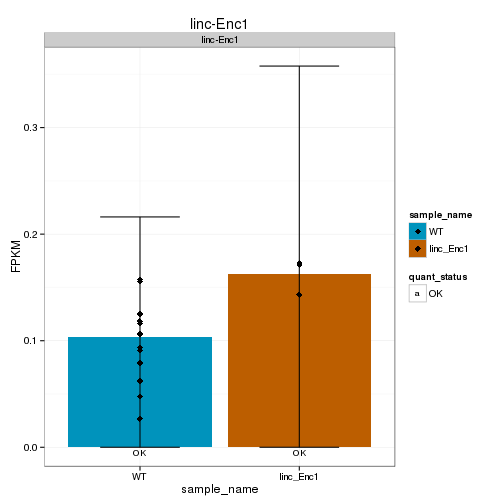 linc-Enc1
linc-Enc1
FPKM
0.3
0.2
0.1
0.0
OK
OK
WT
linc_Enc1
sample_name
sample_name
WT
linc_Enc1
quant_status
a OK